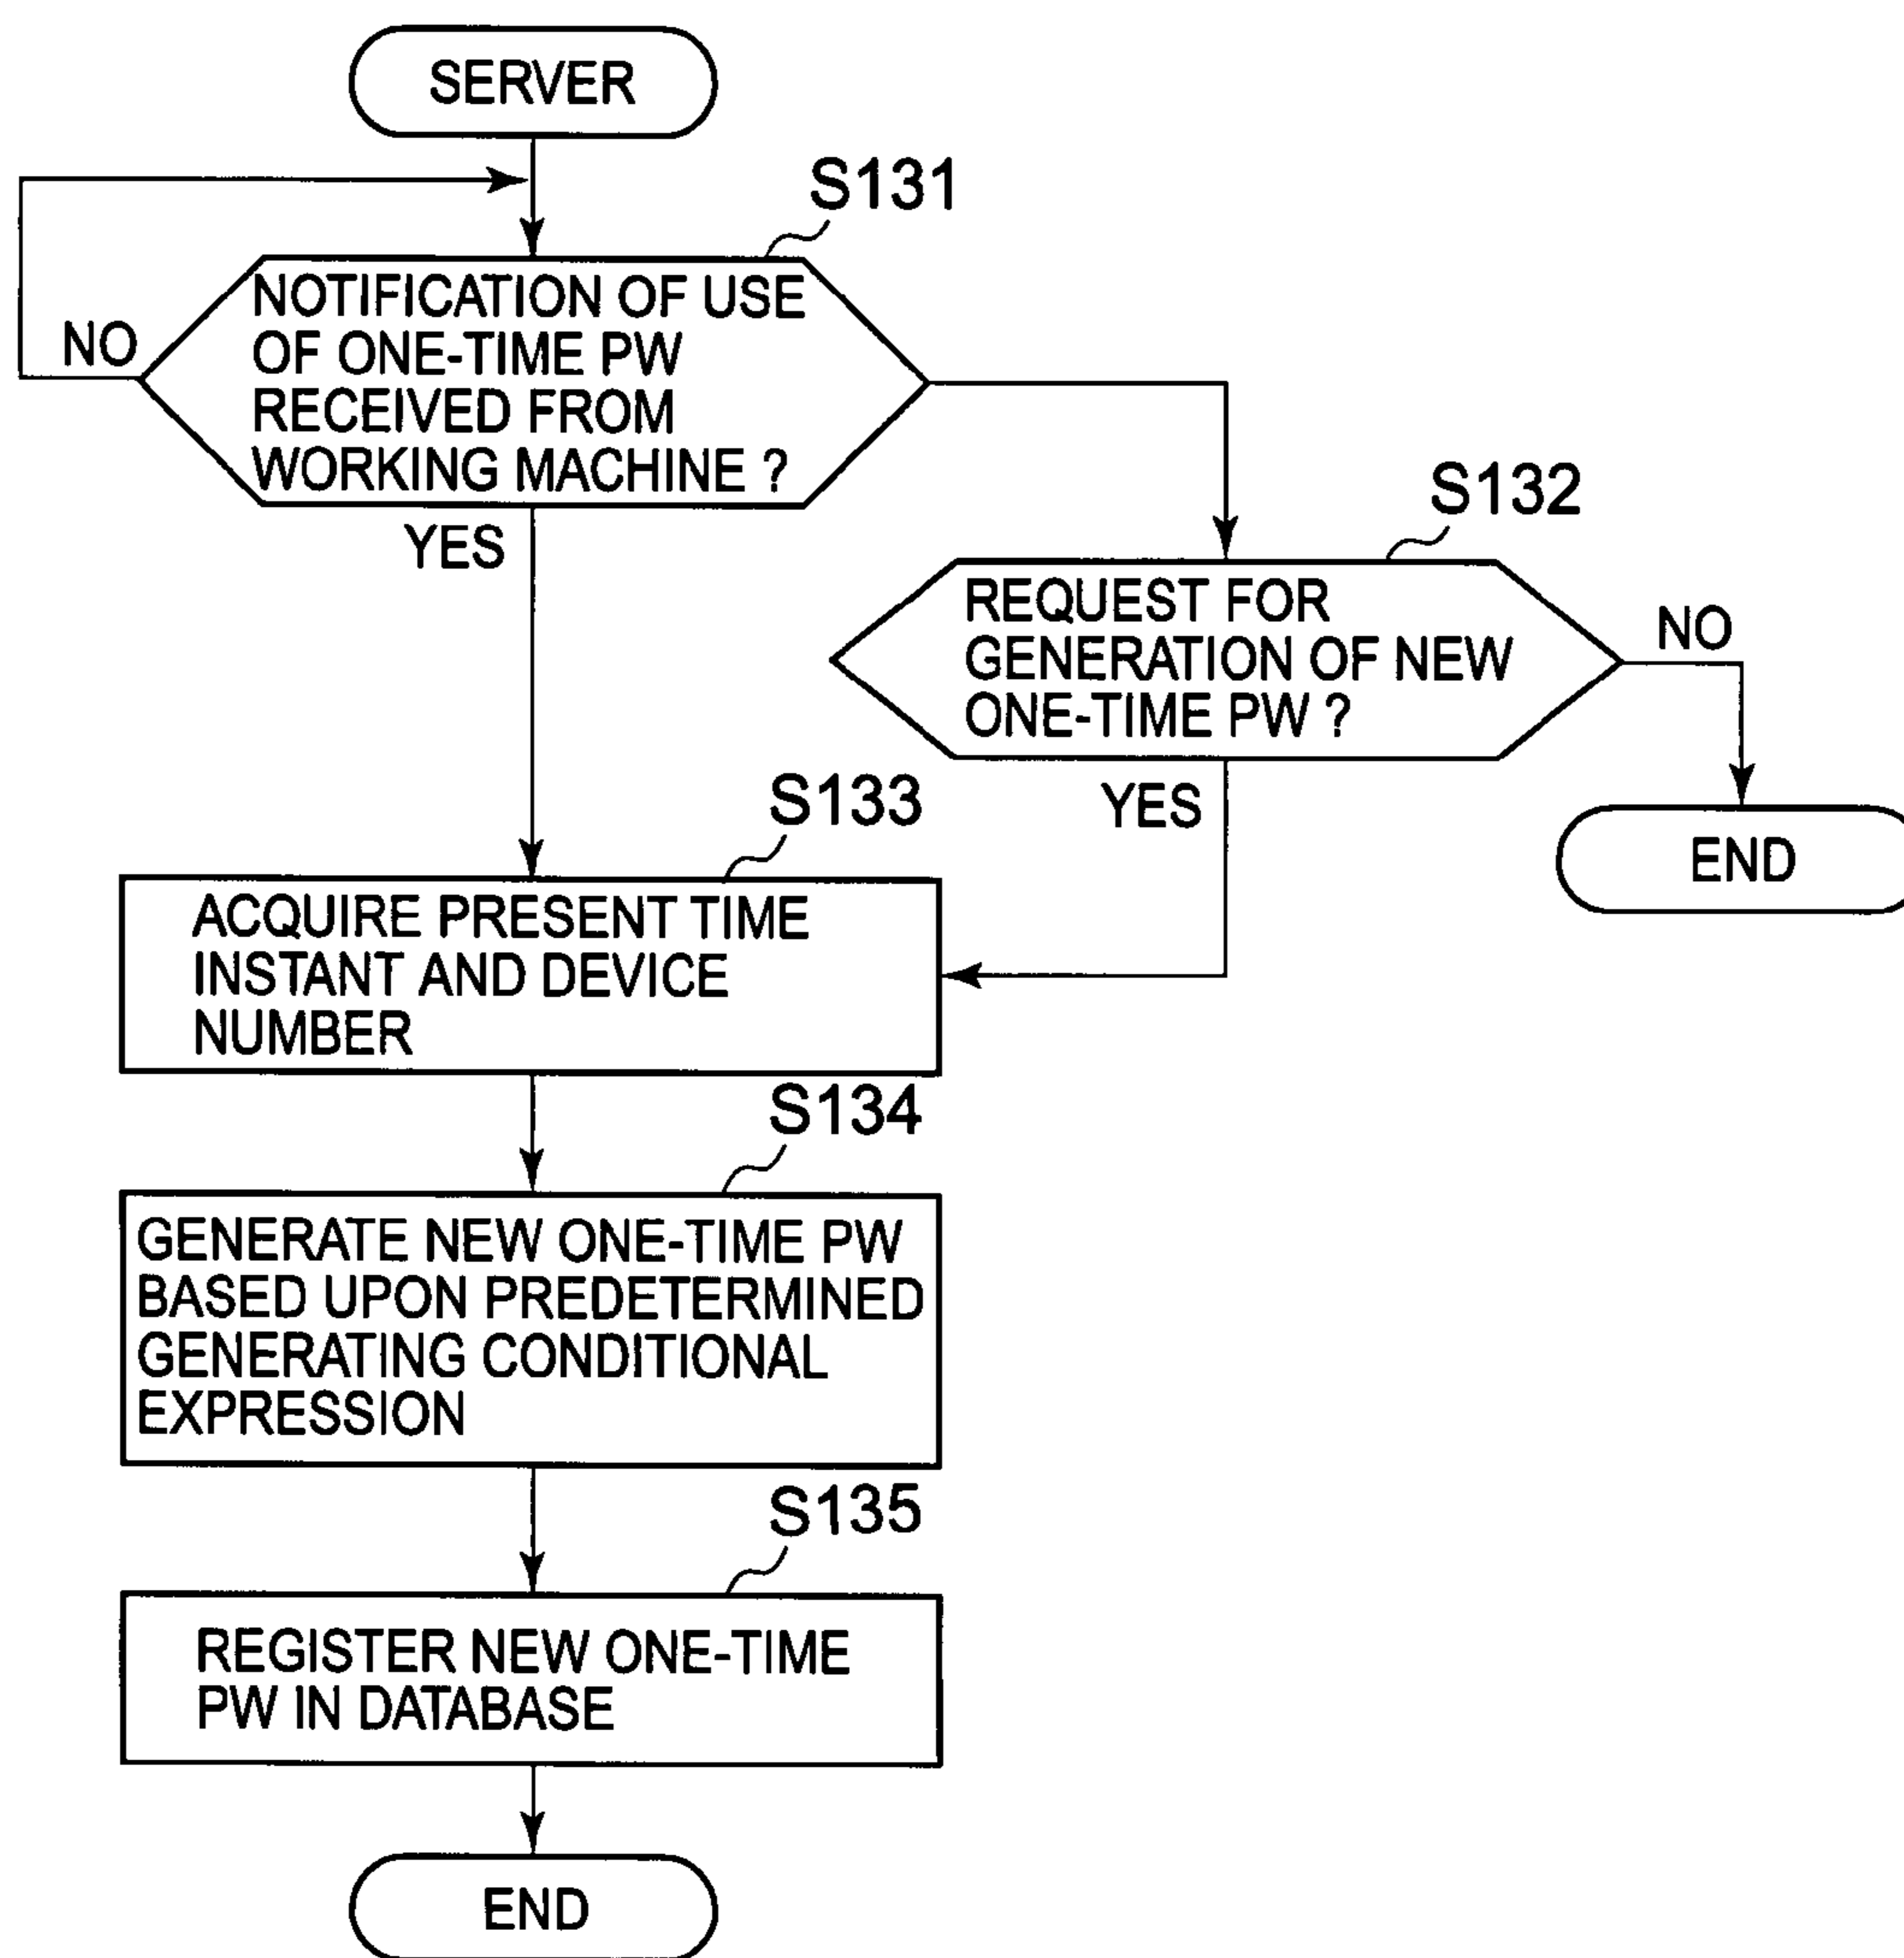 SERVER
S131
NOTIFICATION OF USE
OF ONE-TIME PW
RECEIVED FROM
WORKING MACHINE ?
NO
YES
S132
REQUEST FOR
GENERATION OF NEW
ONE-TIME PW ?
NO
YES
END
S133
ACQUIRE PRESENT TIME
INSTANT AND DEVICE
NUMBER
S134
GENERATE NEW ONE-TIME PW
BASED UPON PREDETERMINED
GENERATING CONDITIONAL
EXPRESSION
S135
REGISTER NEW ONE-TIME
PW IN DATABASE
END